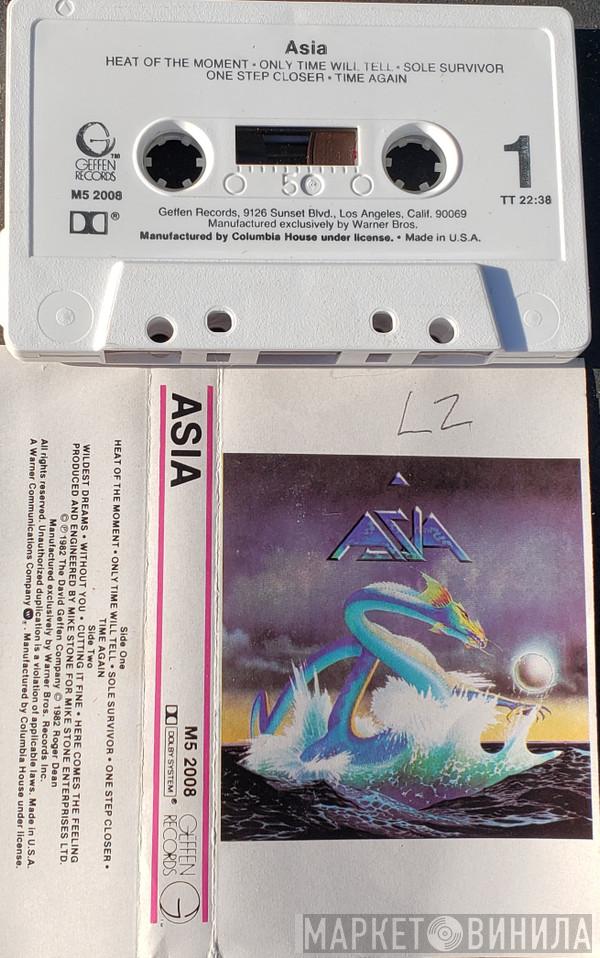 Asia
HEAT OF THE MOMENT • ONLY TIME WILL TELL • SOLE SURVIVOR
ONE STEP CLOSER • TIME AGAIN
GEFFEN
RECORDS™
M5 2008
DD®
50
1
TT 22:38
Geffen Records, 9126 Sunset Blvd., Los Angeles, Calif. 90069
Manufactured exclusively by Warner Bros.
Manufactured by Columbia House under license. • Made in U.S.A.
LZ
ASIA
ASIA
M5 2008
DOLBY SYSTEM®
GEFFEN
RECORDS
Side One
HEAT OF THE MOMENT • ONLY TIME WILL TELL • SOLE SURVIVOR • ONE STEP CLOSER •
TIME AGAIN
Side Two
WILDEST DREAMS • WITHOUT YOU • CUTTING IT FINE • HERE COMES THE FEELING
PRODUCED AND ENGINEERED BY MIKE STONE FOR MIKE STONE ENTERPRISES LTD.
©℗ 1982 The David Geffen Company © 1982 Roger Dean
Manufactured exclusively by Warner Bros. Records Inc.
All rights reserved. Unauthorized duplication is a violation of applicable laws. Made in U.S.A.
A Warner Communications Company. • Manufactured by Columbia House under license.
МАРКЕТ ВИНИЛА